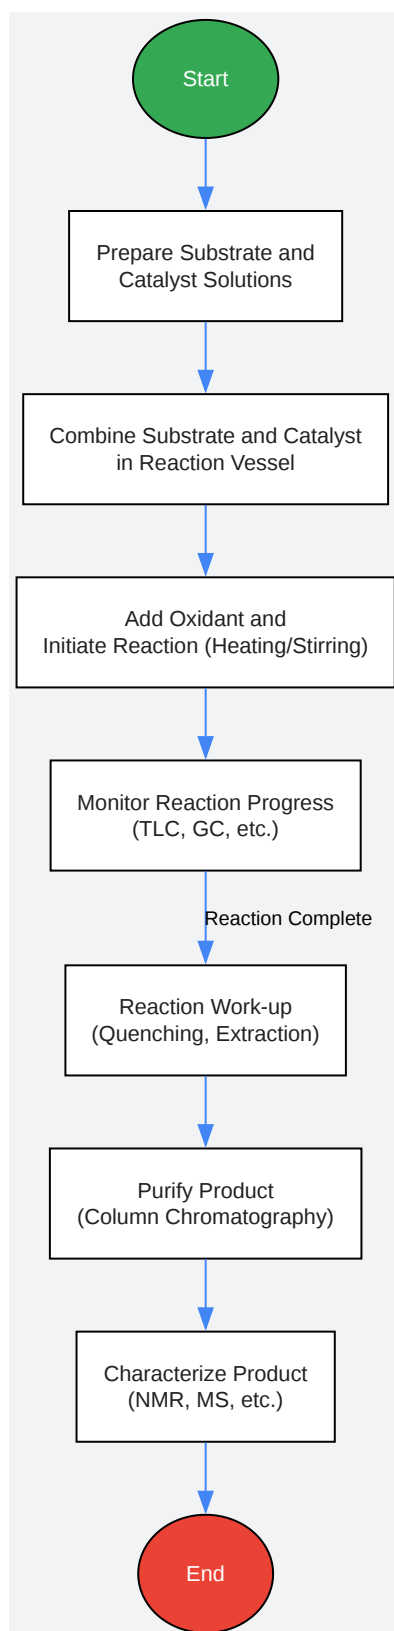 Start
Prepare Substrate and
Catalyst Solutions
Combine Substrate and Catalyst
in Reaction Vessel
Add Oxidant and
Initiate Reaction (Heating/Stirring)
Monitor Reaction Progress
(TLC, GC, etc.)
Reaction Complete
Reaction Work-up
(Quenching, Extraction)
Purify Product
(Column Chromatography)
Characterize Product
(NMR, MS, etc.)
End